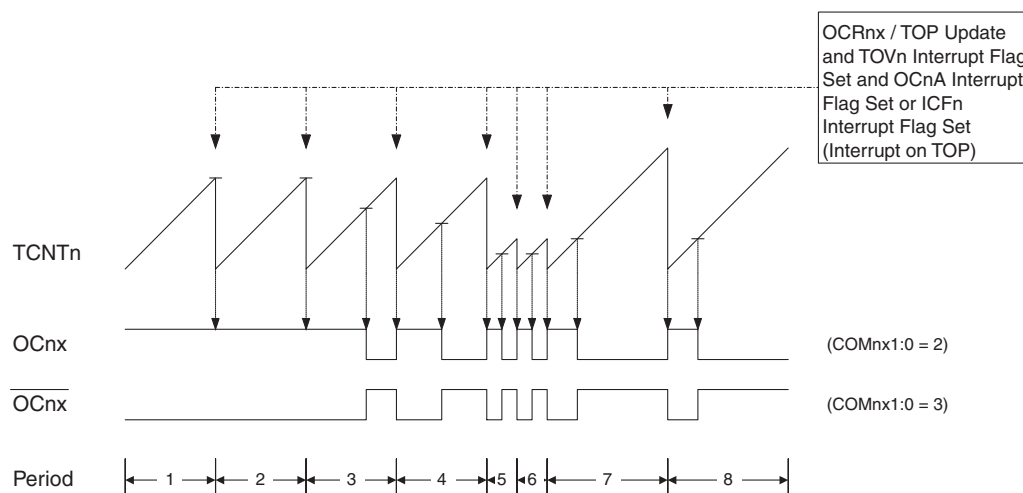 OCRnx / TOP Update
and TOVn Interrupt Flag
Set and OCnA Interrupt
Flag Set or ICFn
Interrupt Flag Set
(Interrupt on TOP)
TCNTn
OCnx
(COMnx1:0 = 2)
OCnx
(COMnx1:0 = 3)
Period
1 2 3 4 5 6 7 8